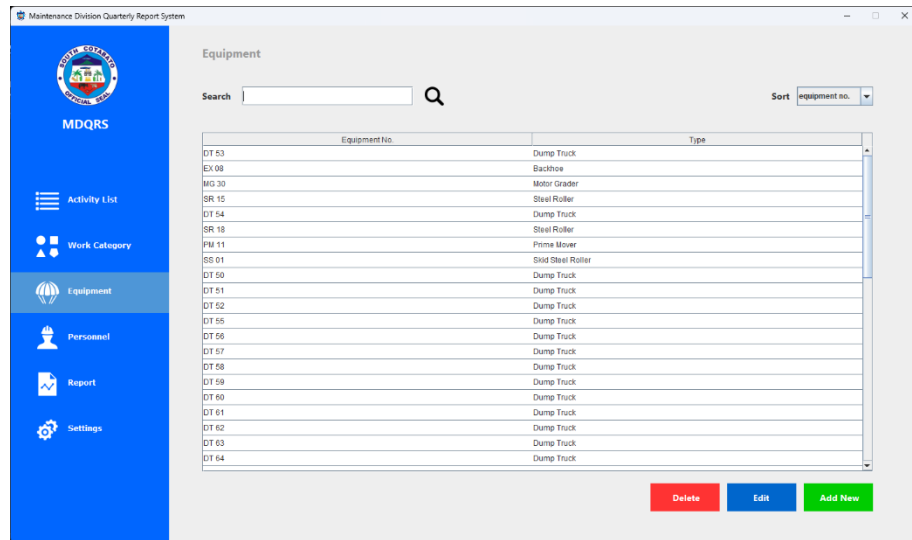 Maintenance Division Quarterly Report System
SOUTH COTABATO
OFFICIAL SEAL
MDQRS
Activity List
Work Category
Equipment
Personnel
Report
Settings
Equipment
Search
Sort equipment no.
Equipment No. Type
DT 53 Dump Truck
EX 08 Backhoe
MG 30 Motor Grader
SR 15 Steel Roller
DT 54 Dump Truck
SR 18 Steel Roller
PM 11 Prime Mover
SS 01 Skid Steel Roller
DT 50 Dump Truck
DT 51 Dump Truck
DT 52 Dump Truck
DT 55 Dump Truck
DT 56 Dump Truck
DT 57 Dump Truck
DT 58 Dump Truck
DT 59 Dump Truck
DT 60 Dump Truck
DT 61 Dump Truck
DT 62 Dump Truck
DT 63 Dump Truck
DT 64 Dump Truck
Delete Edit Add New